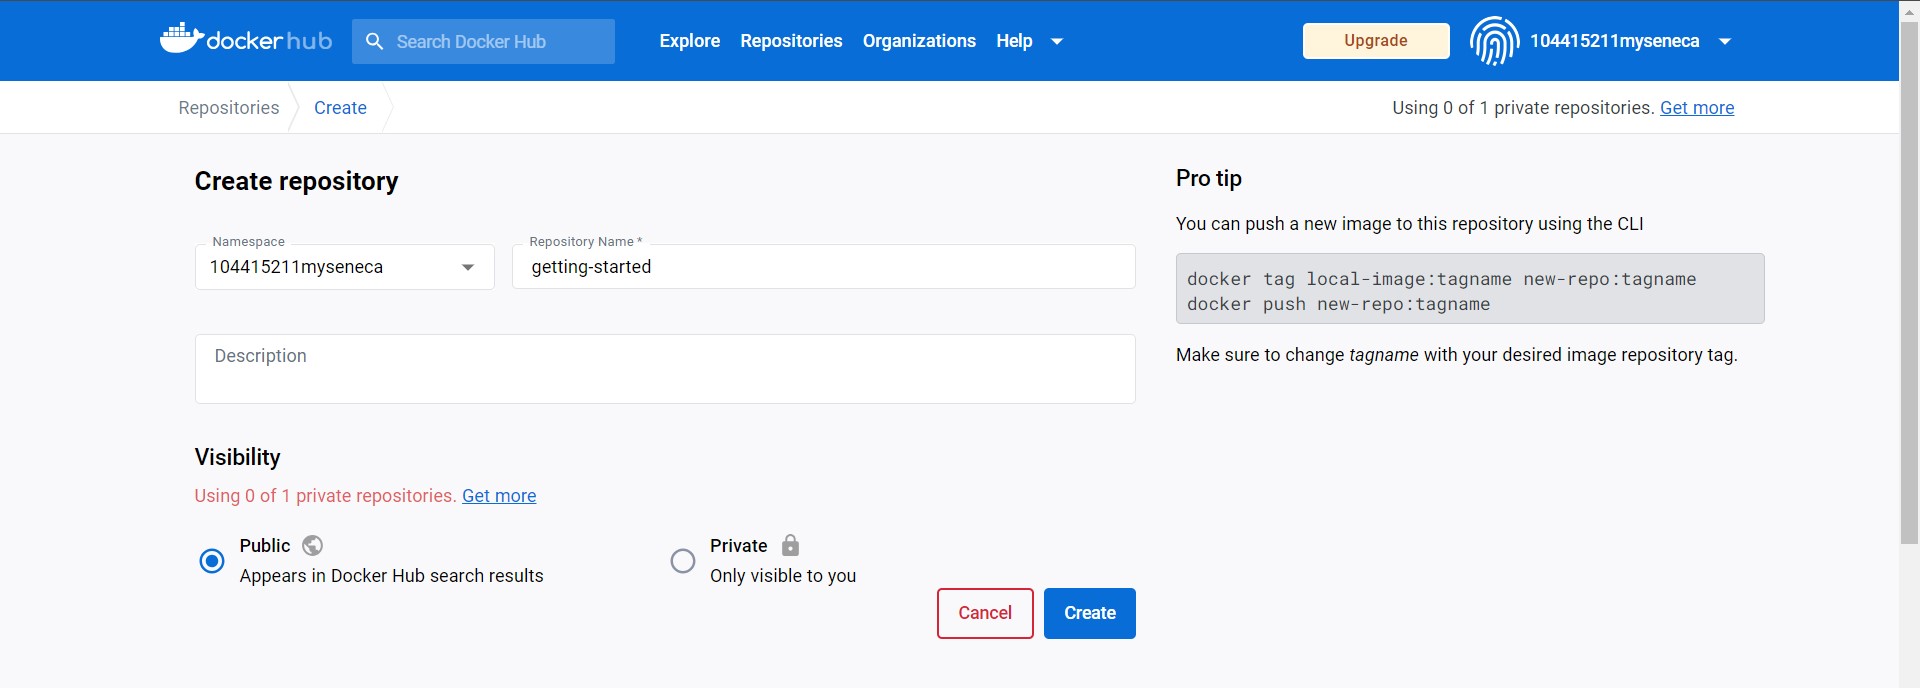 dockerhub Search Docker Hub Explore Repositories Organizations Help Upgrade 104415211myseneca
Repositories Create Using 0 of 1 private repositories. Get more
Create repository
Namespace
104415211myseneca
Repository Name *
getting-started
Description
Visibility
Using 0 of 1 private repositories. Get more
Public
Appears in Docker Hub search results
Private
Only visible to you
Cancel Create
Pro tip
You can push a new image to this repository using the CLI
docker tag local-image:tagname new-repo:tagname
docker push new-repo:tagname
Make sure to change tagname with your desired image repository tag.